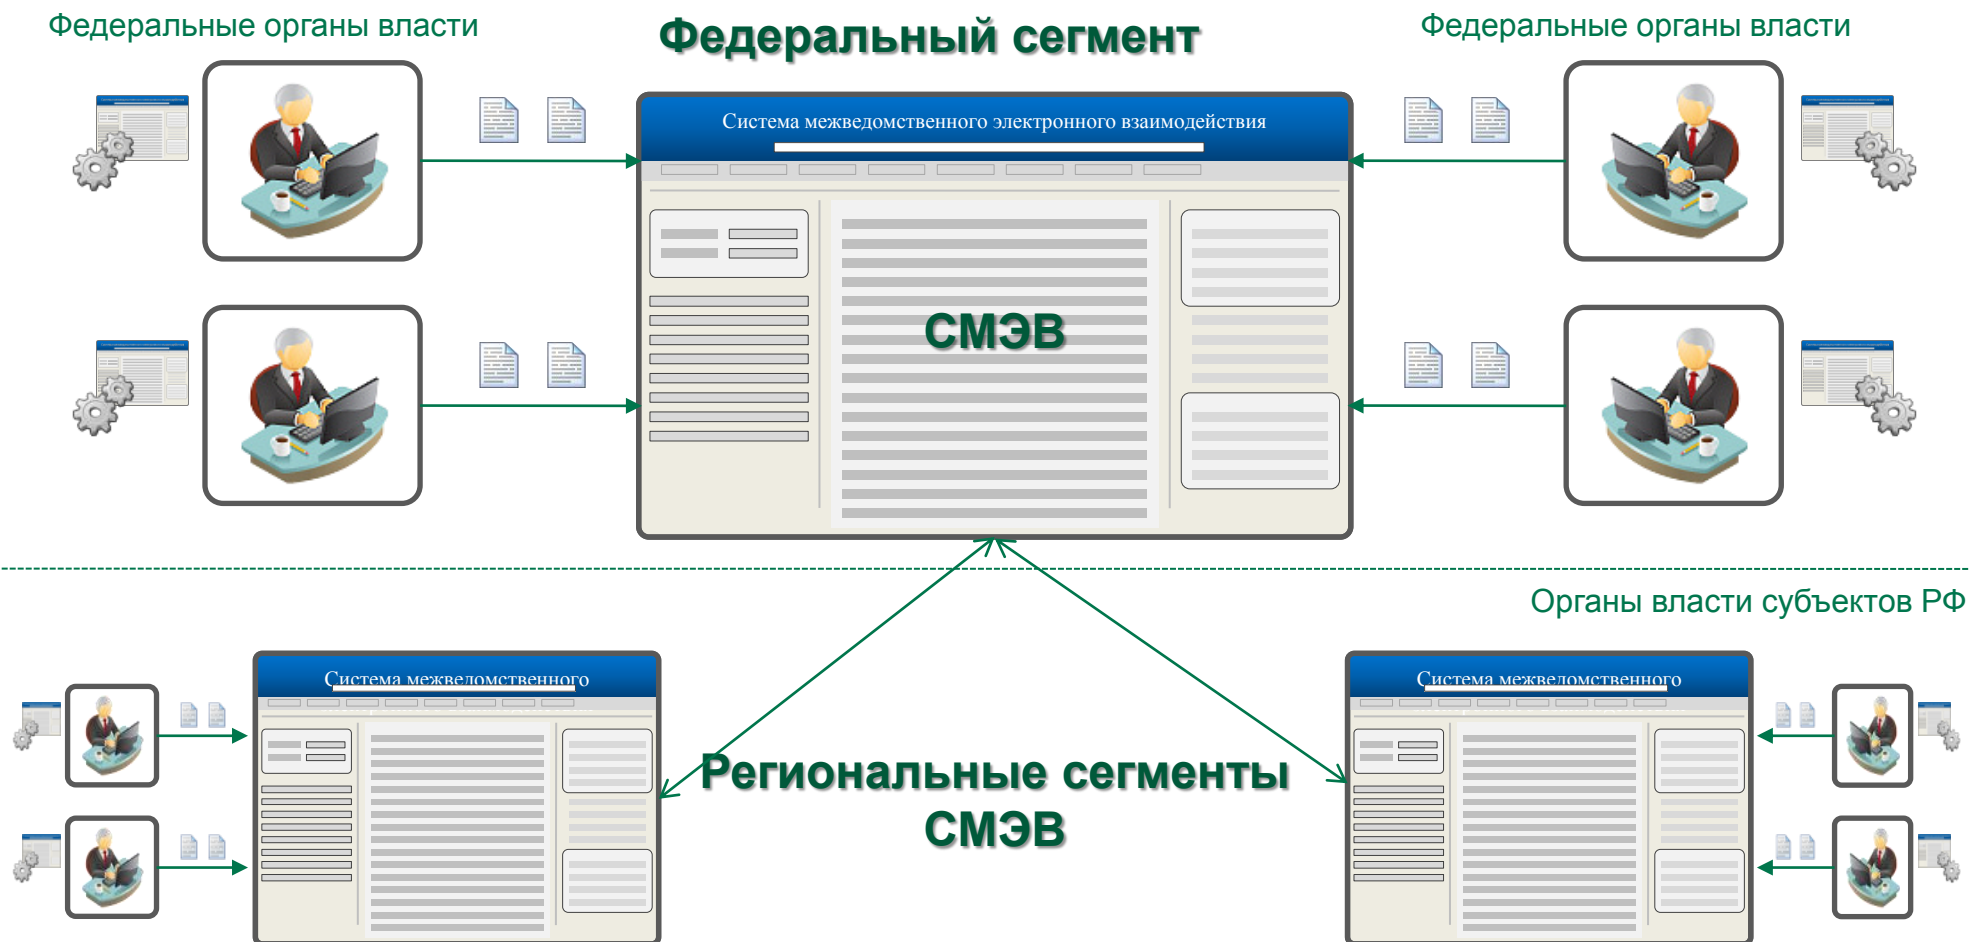 Федеральные органы власти
Федеральный сегмент
Федеральные органы власти
Система межведомственного электронного взаимодействия
СМЭВ
Органы власти субъектов РФ
Система межведомственного
Система межведомственного
Региональные сегменты
СМЭВ